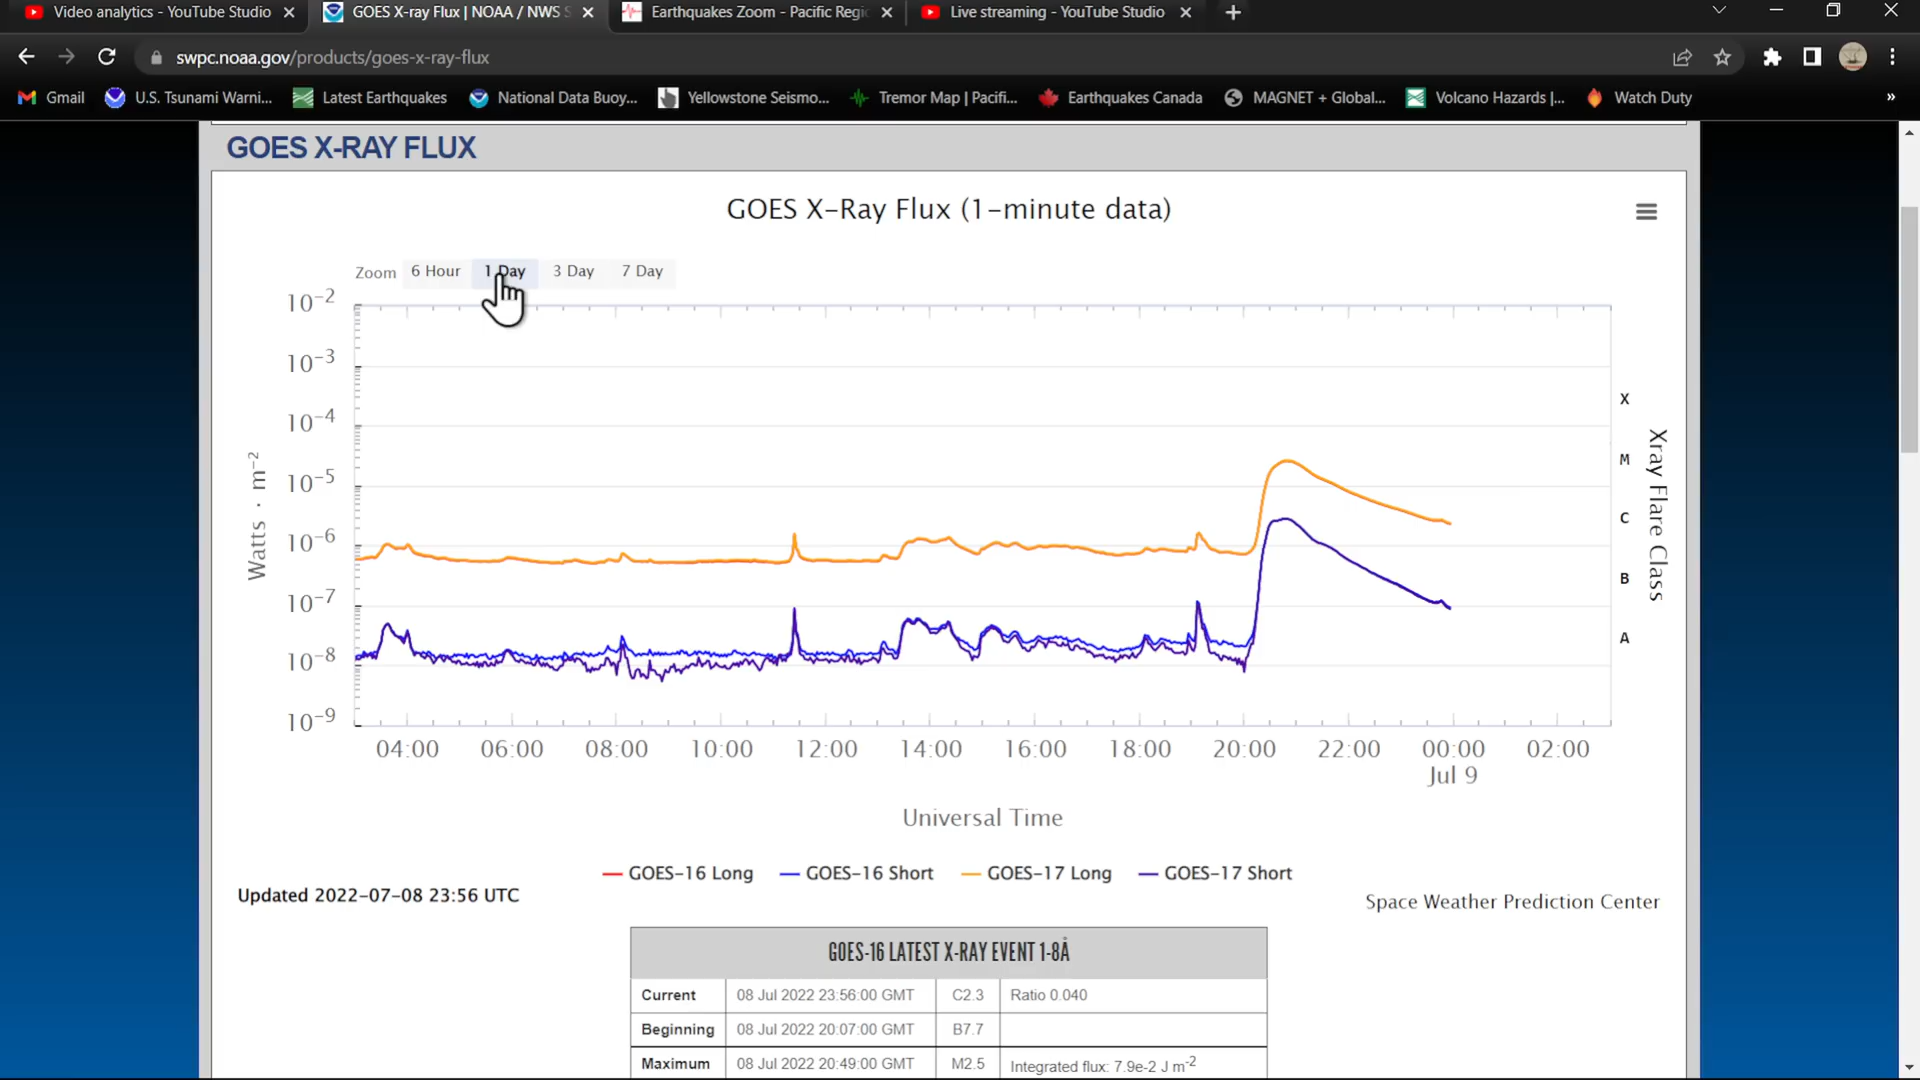 Video analytics - YouTube Studio
GOES X-ray Flux | NOAA / NWS S
Earthquakes Zoom - Pacific Regi
Live streaming - YouTube Studio
swpc.noaa.gov/products/goes-x-ray-flux
Gmail
U.S. Tsunami Warni...
Latest Earthquakes
National Data Buoy...
Yellowstone Seismo...
Tremor Map | Pacifi...
Earthquakes Canada
MAGNET + Global...
Volcano Hazards |...
Watch Duty
»
GOES X-RAY FLUX
GOES X-Ray Flux (1-minute data)
Zoom 6 Hour 1 Day 3 Day 7 Day
10⁻²
10⁻³
10⁻⁴
10⁻⁵
10⁻⁶
10⁻⁷
10⁻⁸
10⁻⁹
Watts · m⁻²
X
M
C
B
A
Xray Flare Class
04:00 06:00 08:00 10:00 12:00 14:00 16:00 18:00 20:00 22:00 00:00 02:00
Jul 9
Universal Time
GOES-16 Long GOES-16 Short GOES-17 Long GOES-17 Short
Updated 2022-07-08 23:56 UTC
Space Weather Prediction Center
GOES-16 LATEST X-RAY EVENT 1-8Å
Current 08 Jul 2022 23:56:00 GMT C2.3 Ratio 0.040
Beginning 08 Jul 2022 20:07:00 GMT B7.7
Maximum 08 Jul 2022 20:49:00 GMT M2.5 Integrated flux: 7.9e-2 J m⁻²